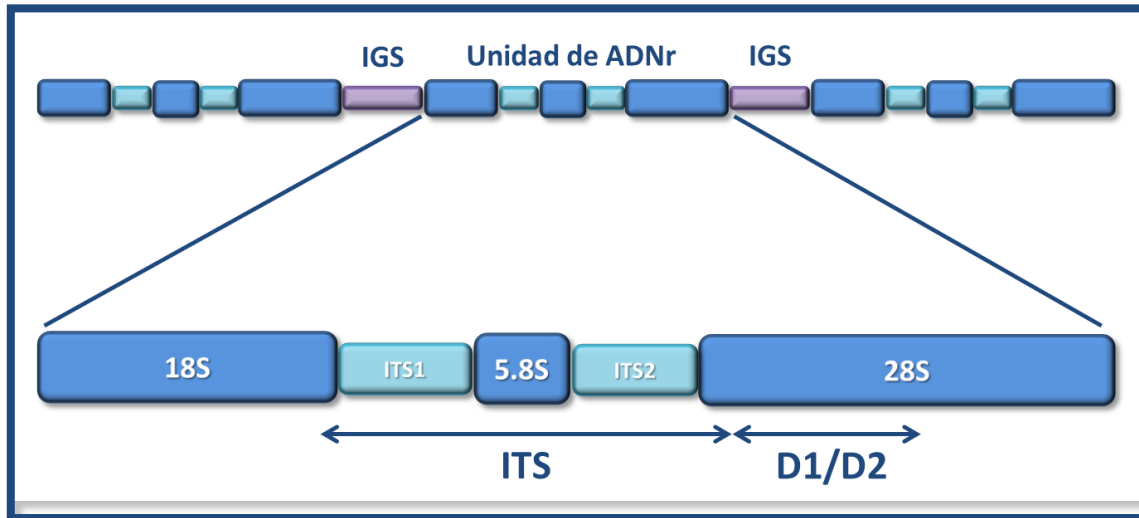 IGS Unidad de ADNr IGS
18S ITS1 5.8S ITS2 28S
ITS D1/D2